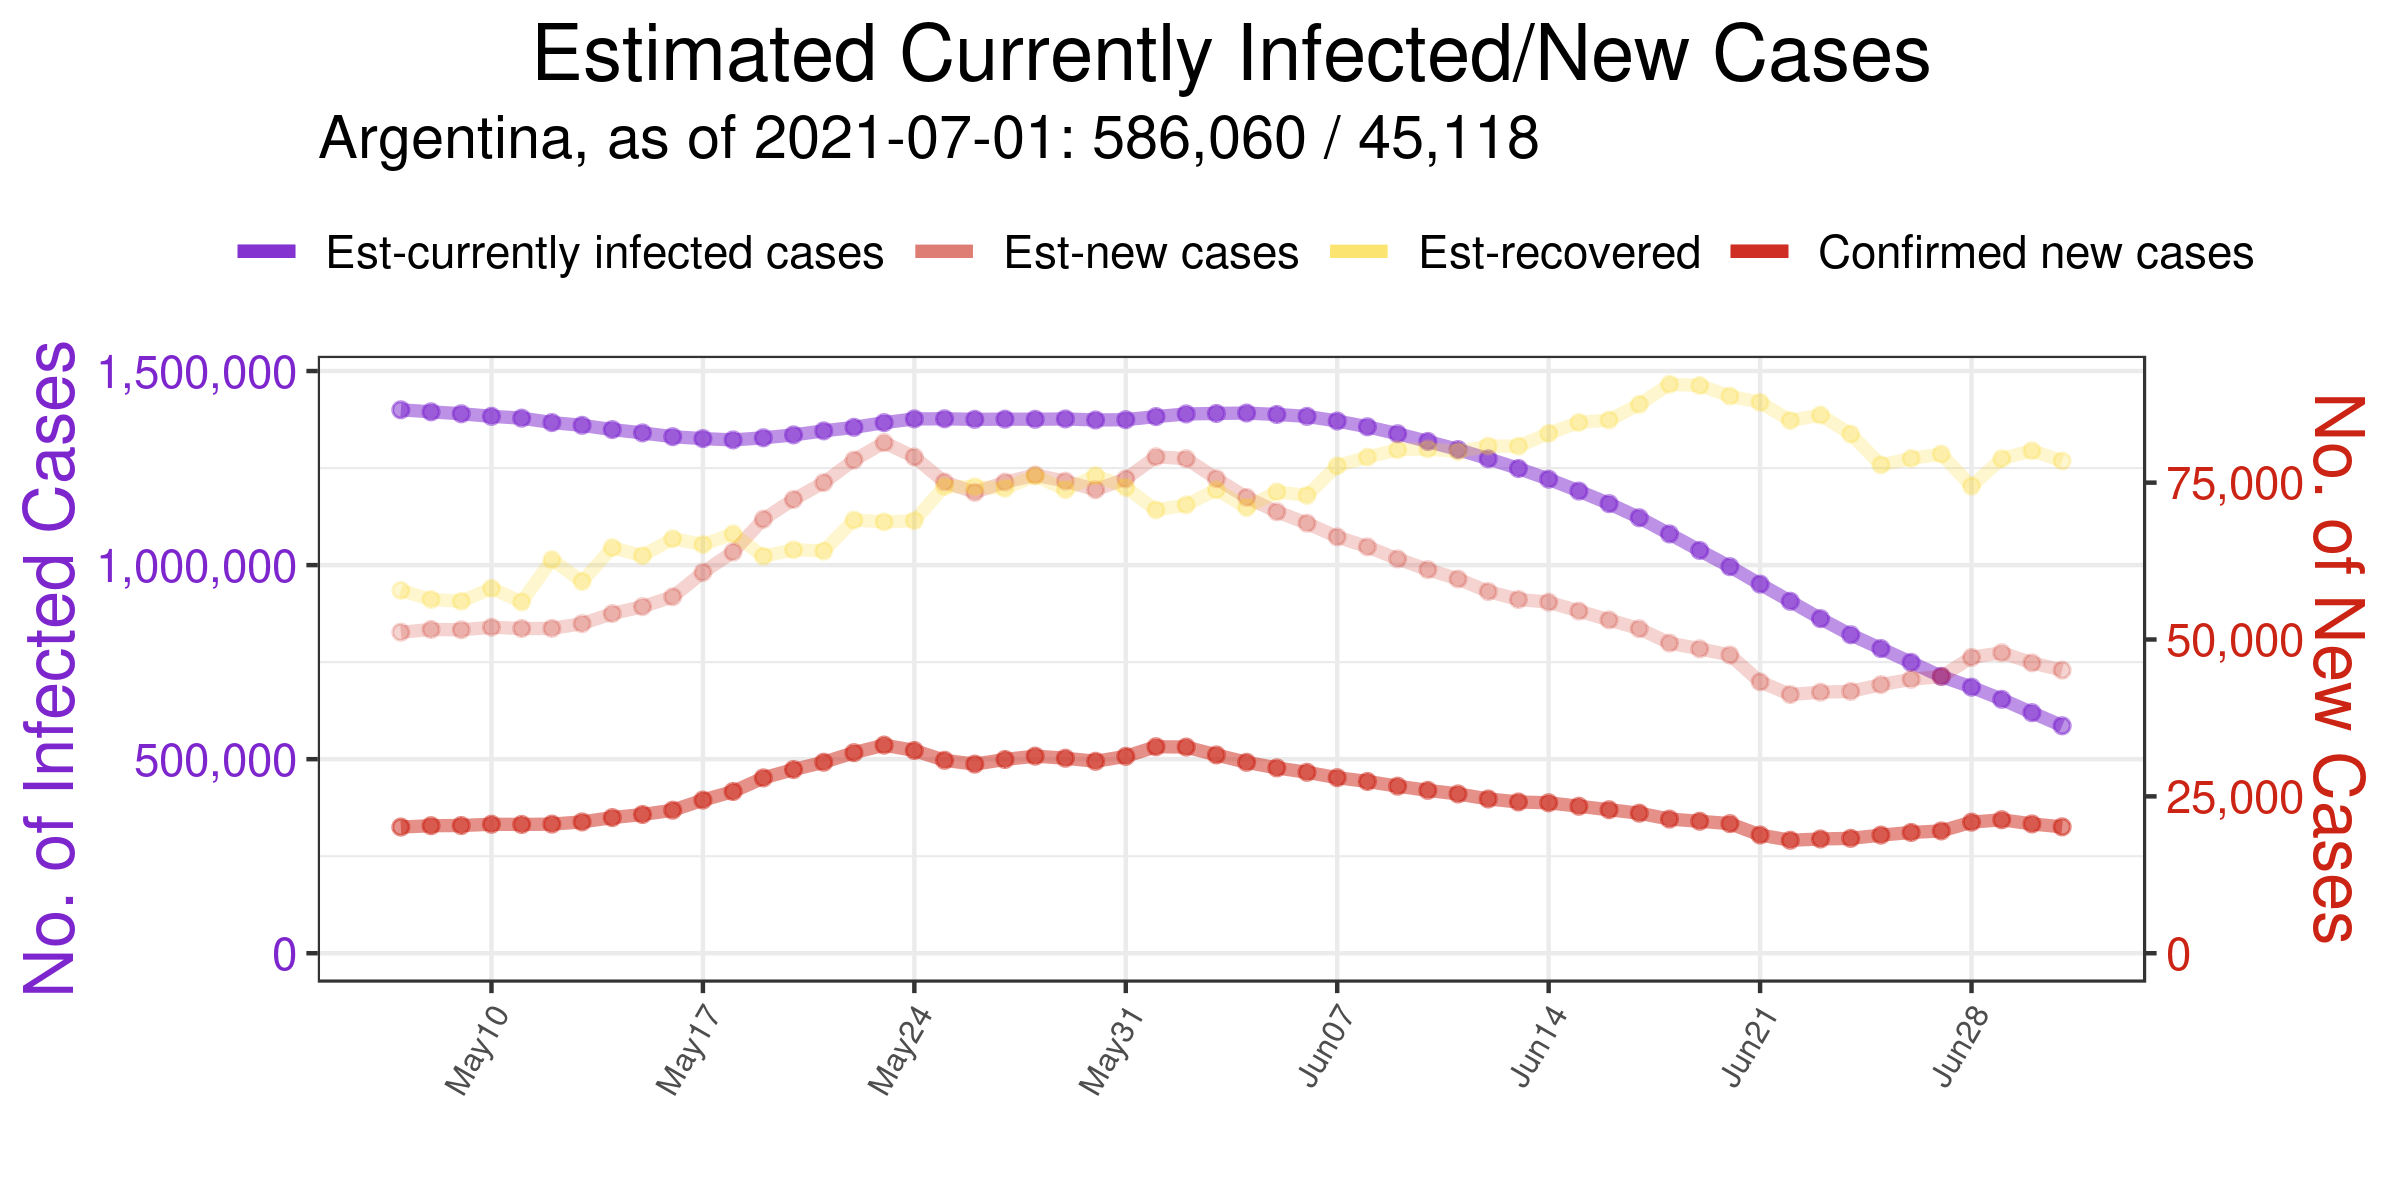 Estimated Currently Infected/New Cases
Argentina, as of 2021-07-01: 586,060 / 45,118
Est-currently infected cases Est-new cases Est-recovered Confirmed new cases
No. of Infected Cases
1,500,000
1,000,000
500,000
0
No. of New Cases
75,000
50,000
25,000
0
May10 May17 May24 May31 Jun07 Jun14 Jun21 Jun28